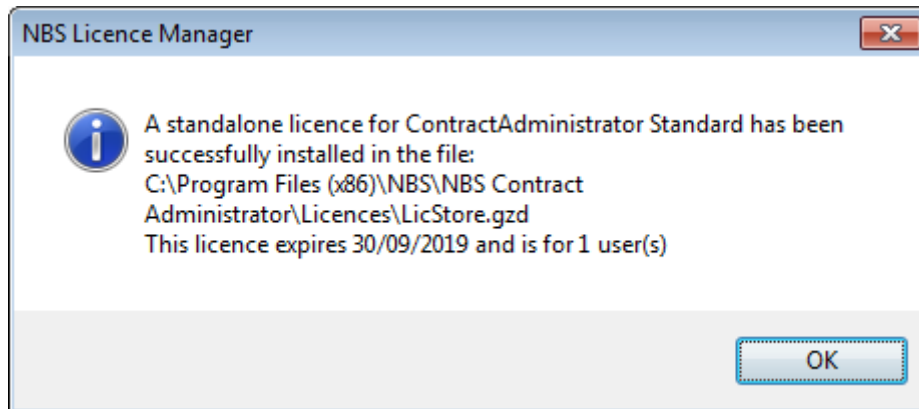 NBS Licence Manager
A standalone licence for ContractAdministrator Standard has been
successfully installed in the file:
C:\Program Files (x86)\NBS\NBS Contract
Administrator\Licences\LicStore.gzd
This licence expires 30/09/2019 and is for 1 user(s)
OK